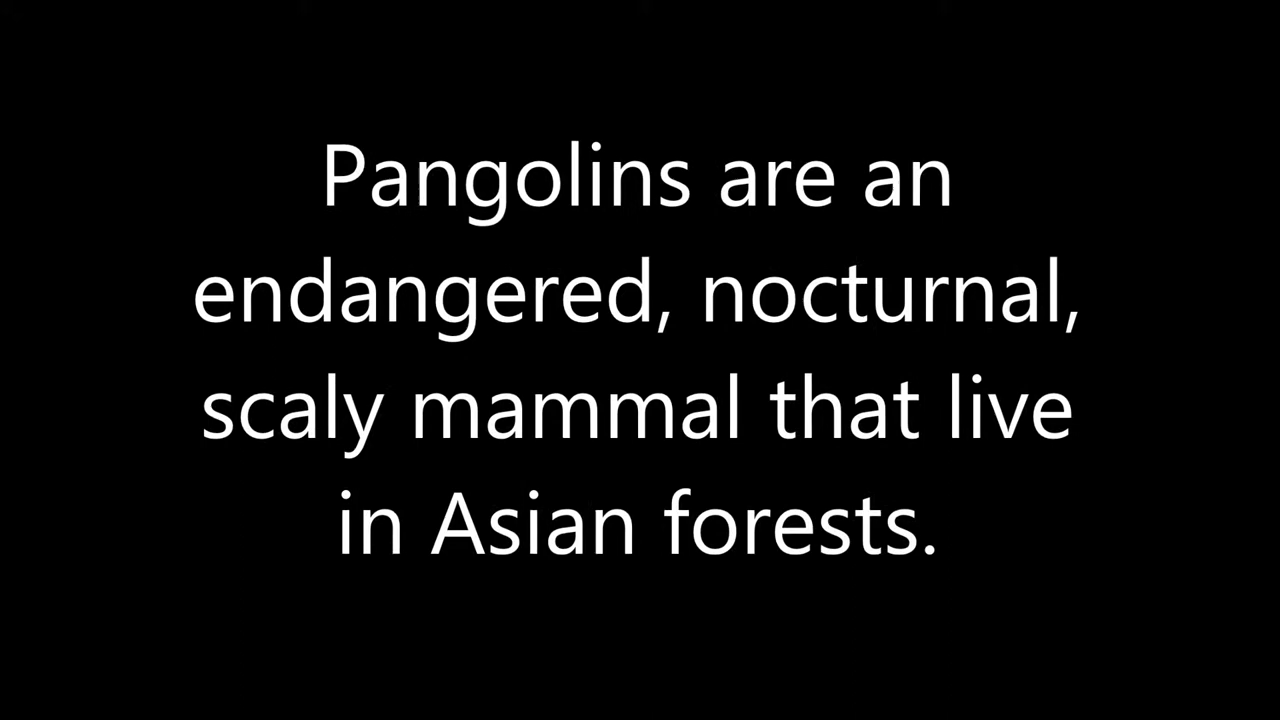 Pangolins are an
endangered, nocturnal,
scaly mammal that live
in Asian forests.